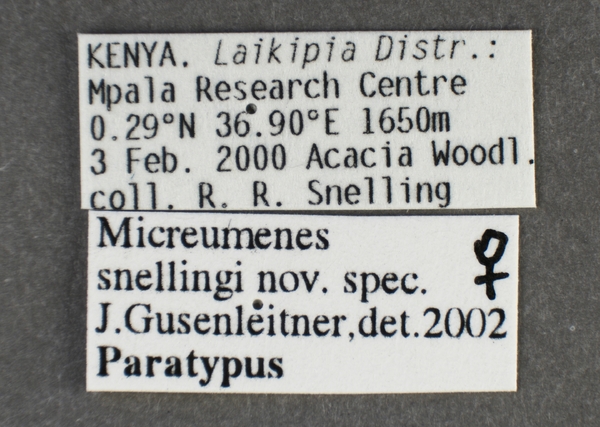 KENYA. Laikipia Distr.:
Mpala Research Centre
0.29°N 36.90°E 1650m
3 Feb. 2000 Acacia Woodl.
coll. R. R. Snelling
Micreumenes
snellingi nov. spec. ♀
J.Gusenleitner,det.2002
Paratypus